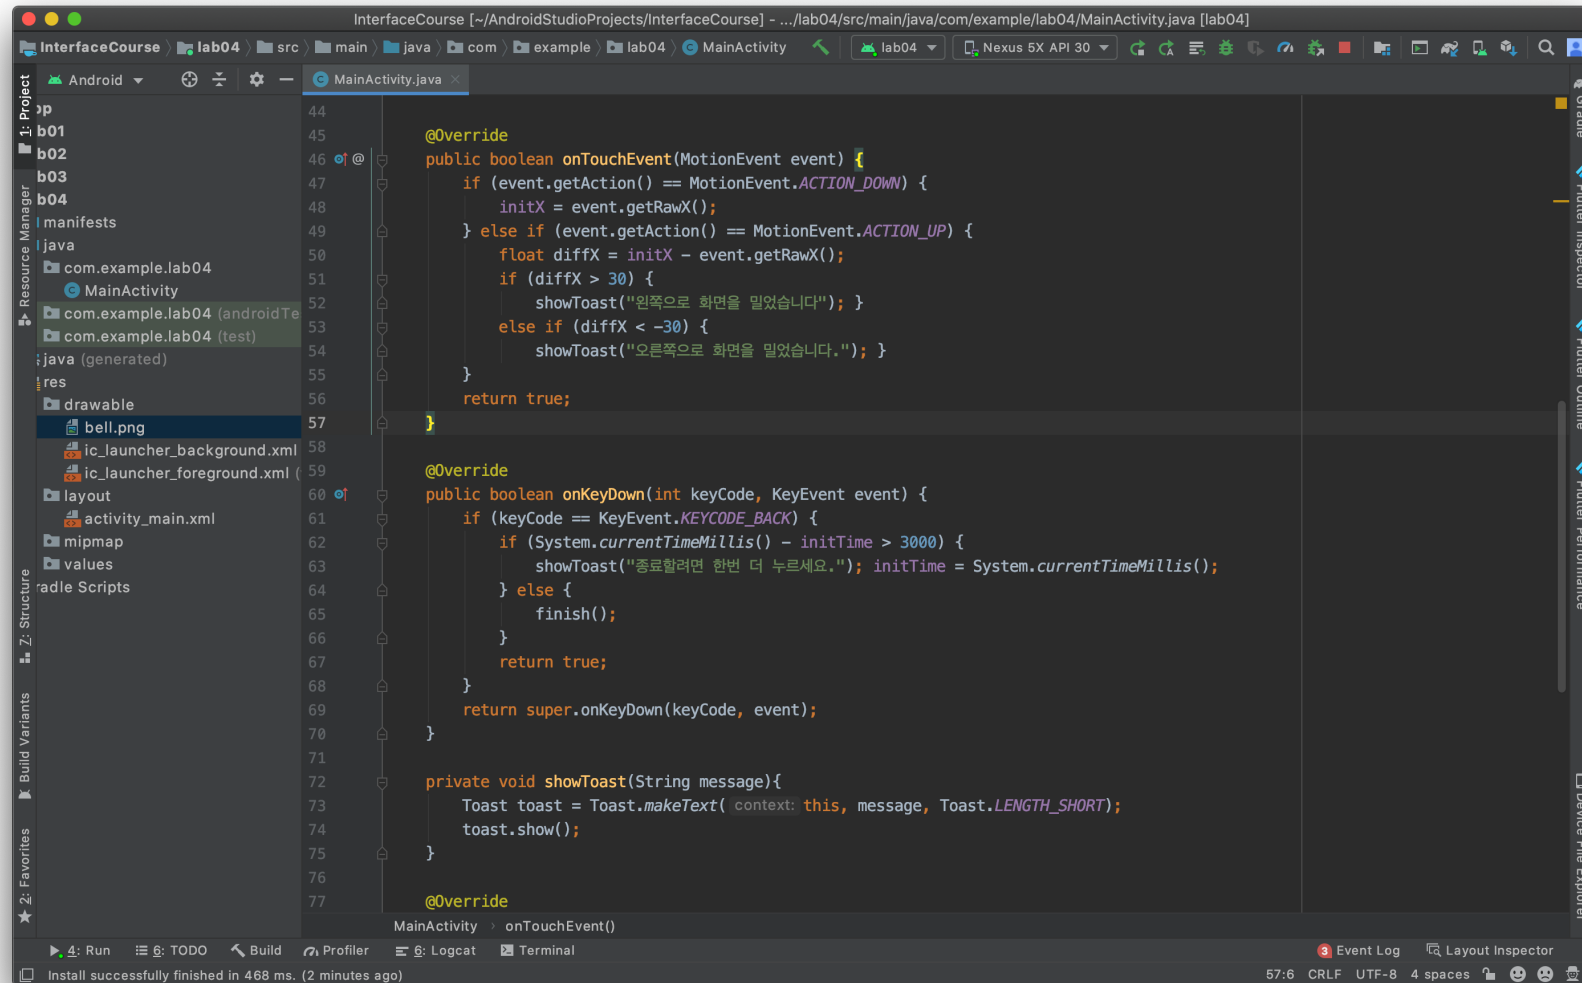 InterfaceCourse [~/AndroidStudioProjects/InterfaceCourse] - .../lab04/src/main/java/com/example/lab04/MainActivity.java [lab04]
InterfaceCourse lab04 src main java com example lab04 MainActivity lab04 Nexus 5X API 30
1: Project
Resource Manager
Z: Structure
Build Variants
2: Favorites
Android
pp
b01
b02
b03
b04
manifests
java
com.example.lab04
MainActivity
com.example.lab04 (androidTe
com.example.lab04 (test)
java (generated)
res
drawable
bell.png
ic_launcher_background.xml
ic_launcher_foreground.xml (
layout
activity_main.xml
mipmap
values
radle Scripts
MainActivity.java
44
45 @Override
46 @ public boolean onTouchEvent(MotionEvent event) {
47 if (event.getAction() == MotionEvent.ACTION_DOWN) {
48 initX = event.getRawX();
49 } else if (event.getAction() == MotionEvent.ACTION_UP) {
50 float diffX = initX - event.getRawX();
51 if (diffX > 30) {
52 showToast("왼쪽으로 화면을 밀었습니다"); }
53 else if (diffX < -30) {
54 showToast("오른쪽으로 화면을 밀었습니다."); }
55 }
56 return true;
57 }
58
59 @Override
60 public boolean onKeyDown(int keyCode, KeyEvent event) {
61 if (keyCode == KeyEvent.KEYCODE_BACK) {
62 if (System.currentTimeMillis() - initTime > 3000) {
63 showToast("종료할려면 한번 더 누르세요."); initTime = System.currentTimeMillis();
64 } else {
65 finish();
66 }
67 return true;
68 }
69 return super.onKeyDown(keyCode, event);
70 }
71
72 private void showToast(String message){
73 Toast toast = Toast.makeText( context: this, message, Toast.LENGTH_SHORT);
74 toast.show();
75 }
76
77 @Override
MainActivity › onTouchEvent()
Gradle
Flutter Inspector
Flutter Outline
Flutter Performance
Device File Explorer
4: Run 6: TODO Build Profiler 6: Logcat Terminal 3 Event Log Layout Inspector
Install successfully finished in 468 ms. (2 minutes ago) 57:6 CRLF UTF-8 4 spaces